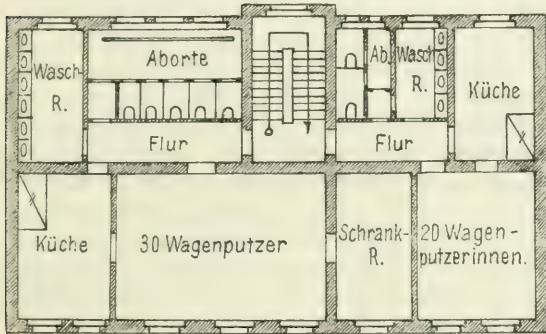 Wasch-
R.
Aborte
Ab.
Wasch
R.
Küche
Flur
Flur
Küche
30 Wagenputzer
Schrank-
R.
20 Wagen-
putzerinnen.